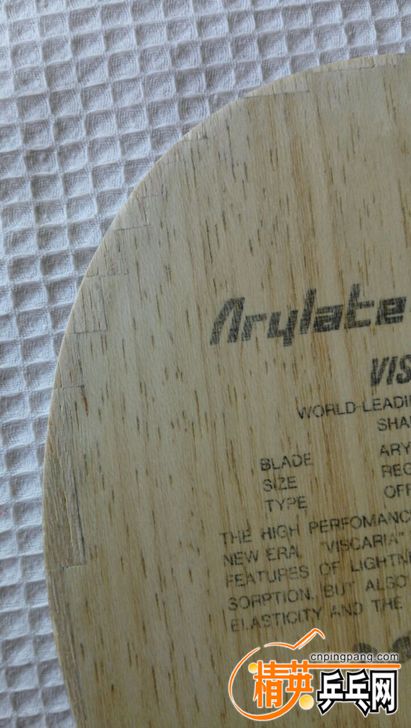 Arylate
VIS
WORLD-LEADI
SHA
BLADE ARY
SIZE REG
TYPE OFF
THE HIGH PERFOMANC
NEW ERA, "VISCARIA"
FEATURES OF LIGHTN
SORPTION, BUT ALSO
ELASTICITY AND THE
cnpingpang.com
精英乒乓网